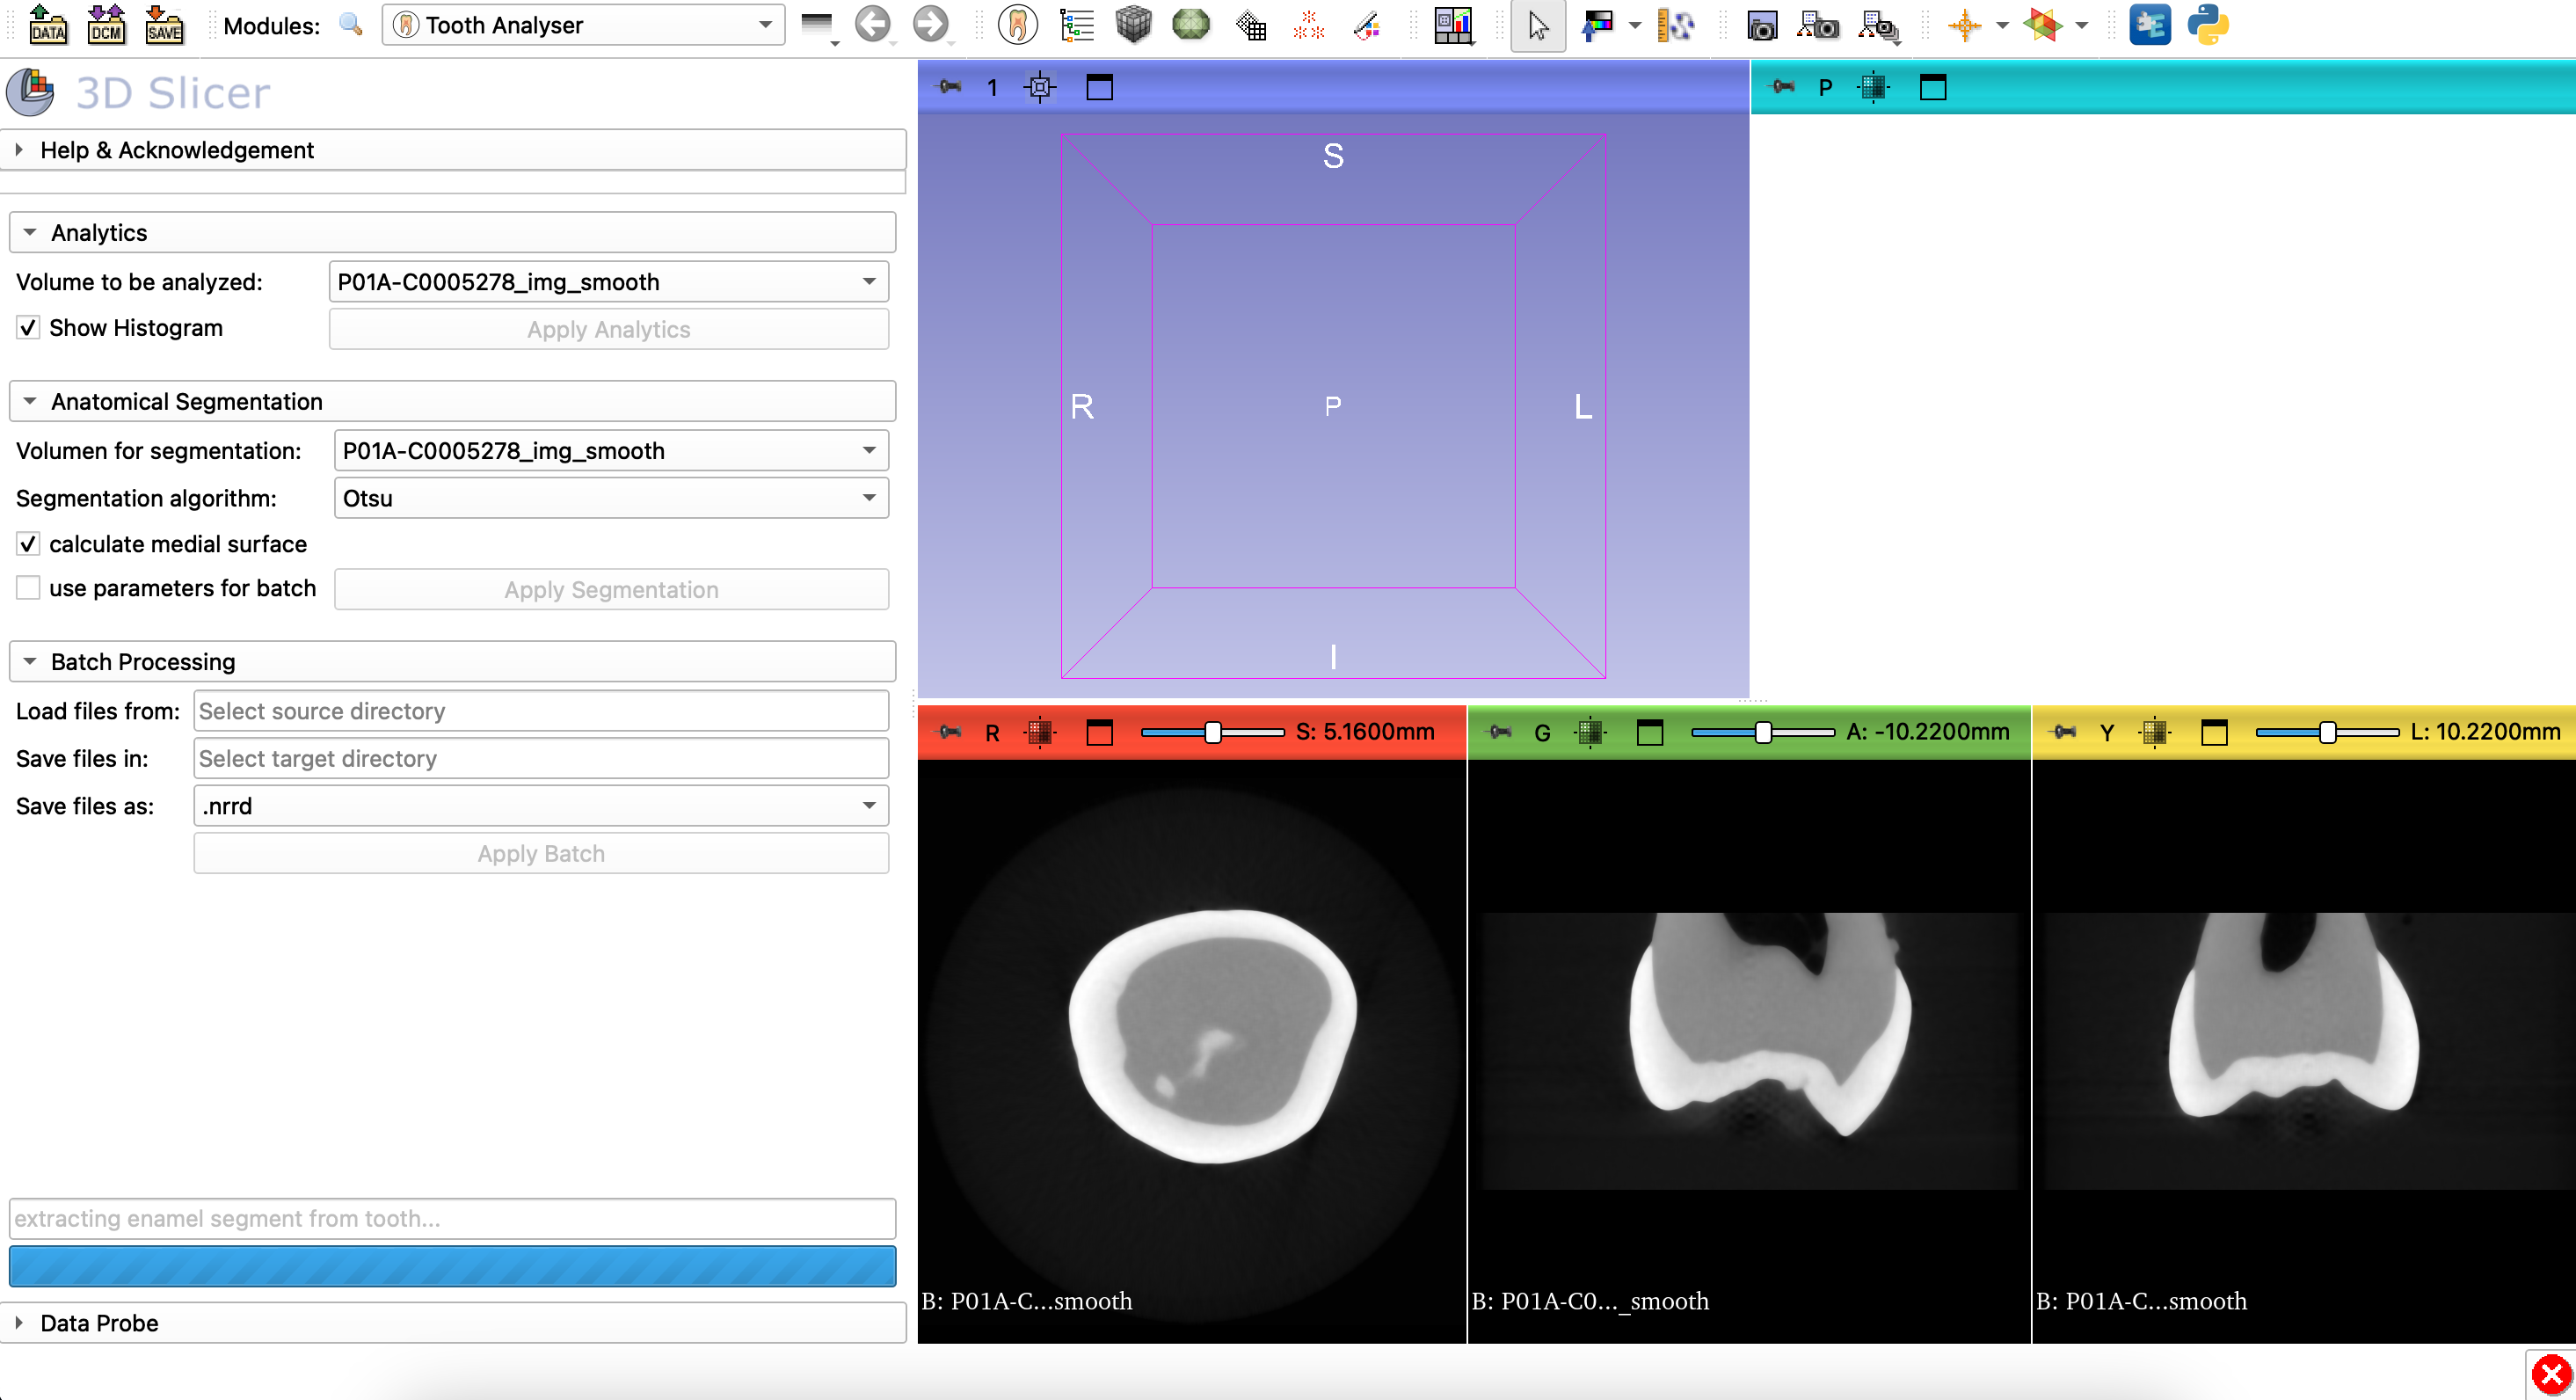 DATA DCM SAVE Modules: Tooth Analyser
3D Slicer
Help & Acknowledgement
Analytics
Volume to be analyzed: P01A-C0005278_img_smooth
Show Histogram Apply Analytics
Anatomical Segmentation
Volumen for segmentation: P01A-C0005278_img_smooth
Segmentation algorithm: Otsu
calculate medial surface
use parameters for batch Apply Segmentation
Batch Processing
Load files from: Select source directory
Save files in: Select target directory
Save files as: .nrrd
Apply Batch
extracting enamel segment from tooth...
Data Probe
1
S
R P L
I
P
R S: 5.1600mm
B: P01A-C...smooth
G A: -10.2200mm
B: P01A-C0..._smooth
Y L: 10.2200mm
B: P01A-C...smooth